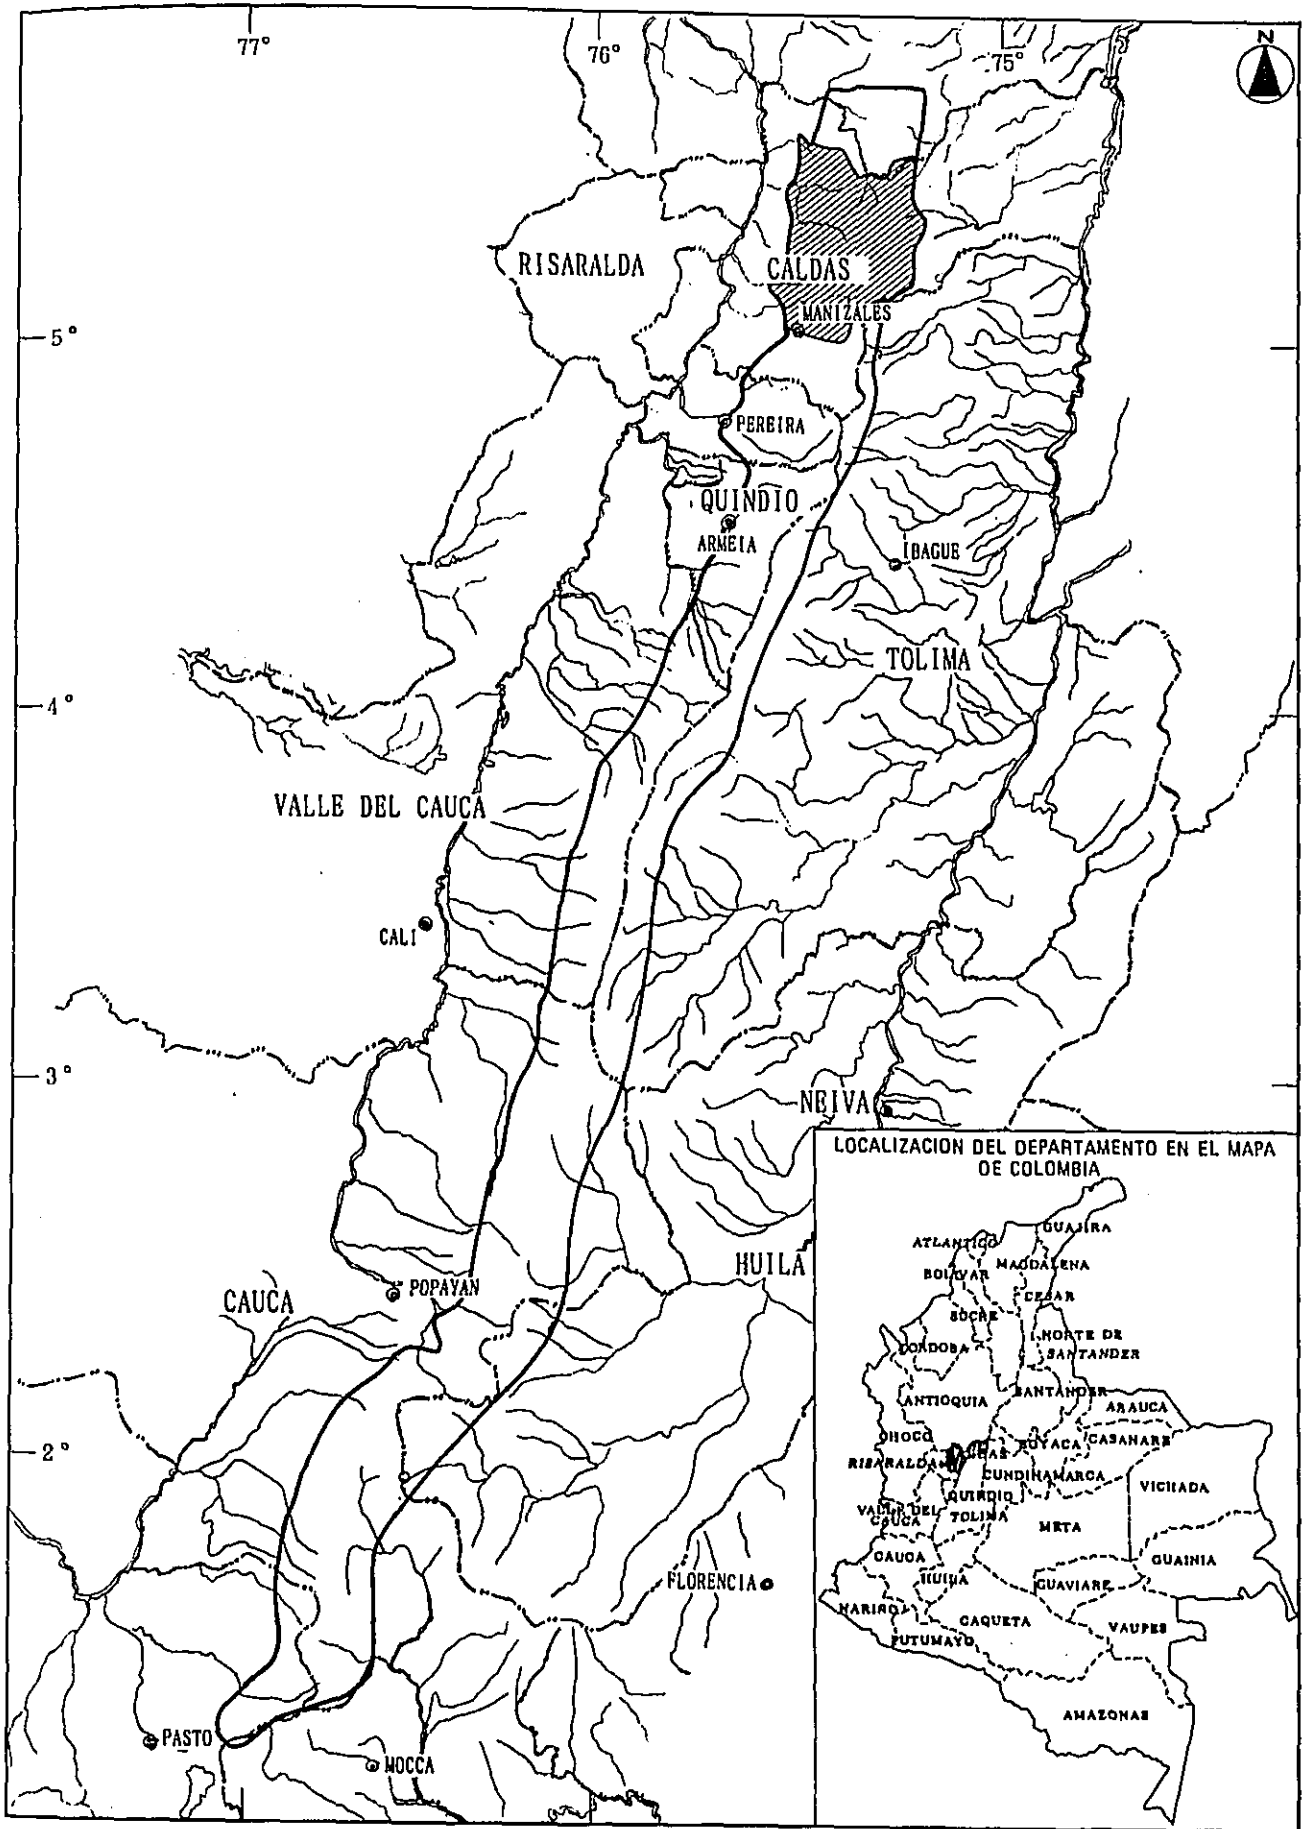 77°
76°
75°
N
RISARALDA
CALDAS
MANIZALES
5°
PEREIRA
QUINDIO
ARMEIA
IBAGUE
TOLIMA
4°
VALLE DEL CAUCA
CALI
3°
NEIVA
LOCALIZACION DEL DEPARTAMENTO EN EL MAPA
DE COLOMBIA
HUILA
POPAYAN
CAUCA
2°
FLORENCIA
PASTO
MOCCA
GUAJIRA
ATLANTICO
MAGDALENA
BOLIVAR
CESAR
SUCRE
NORTE DE
SANTANDER
CORDOBA
ANTIOQUIA
SANTANDER
ARAUCA
CHOCO
BOYACA
CASANARE
RISARALDA
CUNDINAMARCA
VICHADA
QUINDIO
VALLE DEL
CAUCA
TOLIMA
META
CAUCA
HUILA
GUAINIA
GUAVIARE
NARIÑO
CAQUETA
VAUPES
PUTUMAYO
AMAZONAS